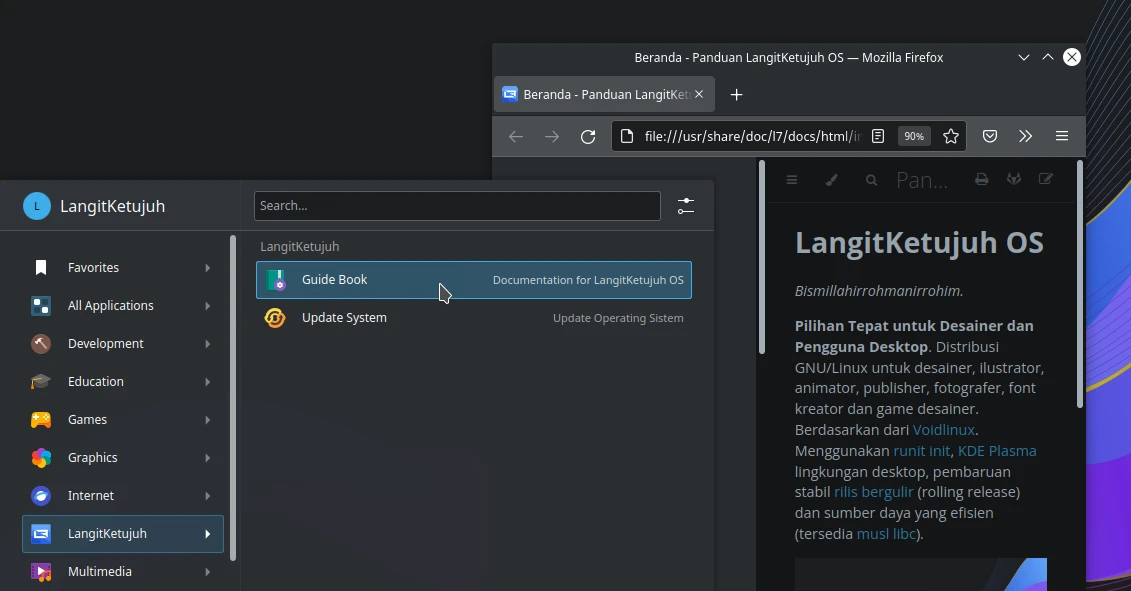 Beranda - Panduan LangitKetujuh OS — Mozilla Firefox
Beranda - Panduan LangitKet
file:///usr/share/doc/l7/docs/html/in
90%
L
LangitKetujuh
Search...
Favorites
All Applications
Development
Education
Games
Graphics
Internet
LangitKetujuh
Multimedia
LangitKetujuh
Guide Book
Documentation for LangitKetujuh OS
Update System
Update Operating Sistem
Pan...
LangitKetujuh OS
Bismillahirrohmanirrohim.
Pilihan Tepat untuk Desainer dan
Pengguna Desktop. Distribusi
GNU/Linux untuk desainer, ilustrator,
animator, publisher, fotografer, font
kreator dan game desainer.
Berdasarkan dari Voidlinux.
Menggunakan runit init, KDE Plasma
lingkungan desktop, pembaruan
stabil rilis bergulir (rolling release)
dan sumber daya yang efisien
(tersedia musl libc).